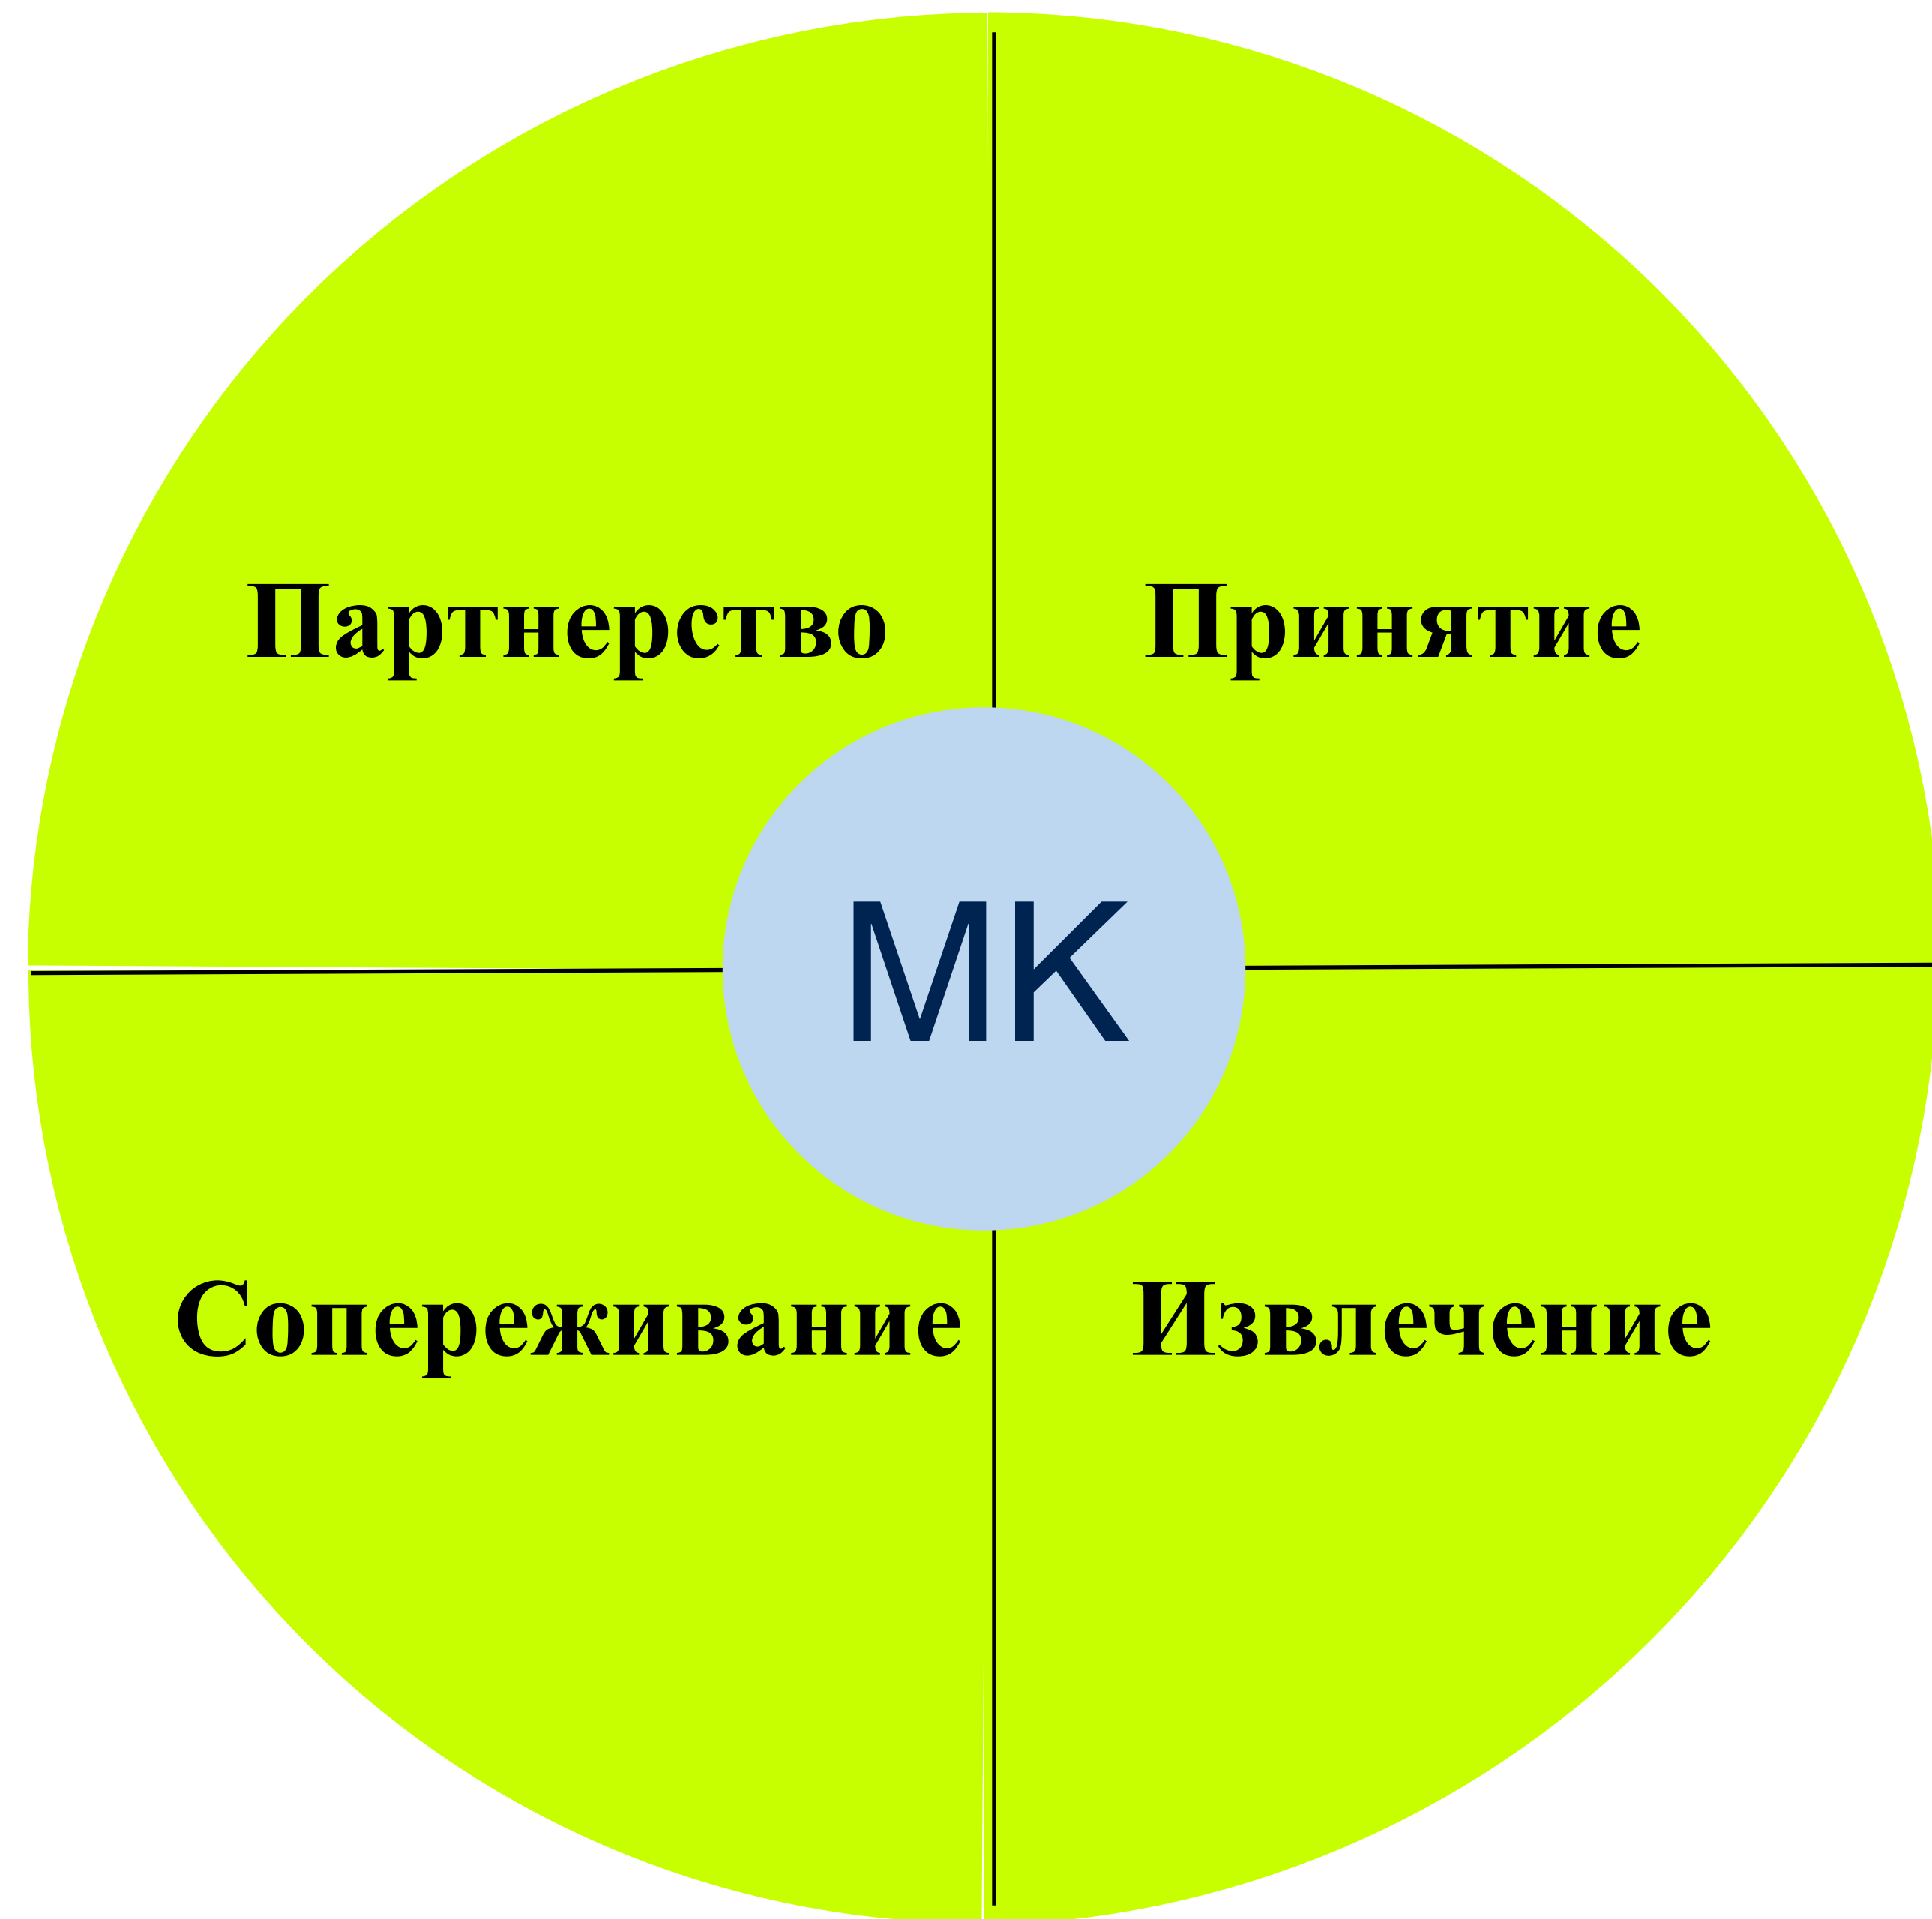 Партнерство
Принятие
МК
Сопереживание
Извлечение